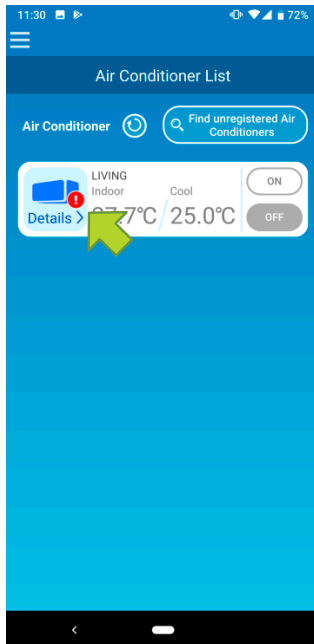 11:30 72%
Air Conditioner List
Air Conditioner
Find unregistered Air
Conditioners
LIVING
Indoor Cool
ON
Details > 25.0°C
OFF